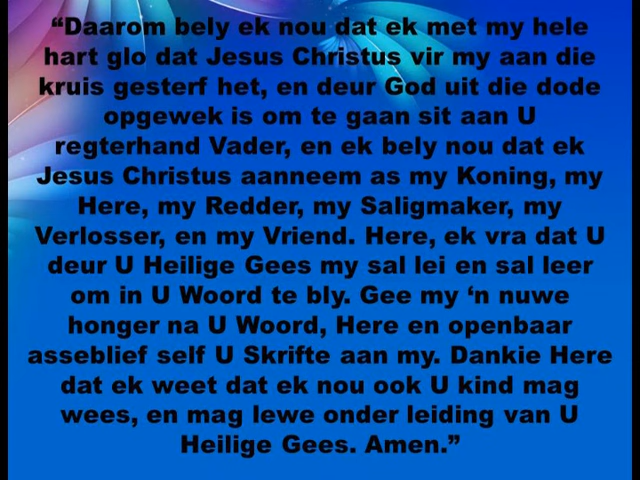 “Daarom bely ek nou dat ek met my hele
hart glo dat Jesus Christus vir my aan die
kruis gesterf het, en deur God uit die dode
opgewek is om te gaan sit aan U
regterhand Vader, en ek bely nou dat ek
Jesus Christus aanneem as my Koning, my
Here, my Redder, my Saligmaker, my
Verlosser, en my Vriend. Here, ek vra dat U
deur U Heilige Gees my sal lei en sal leer
om in U Woord te bly. Gee my ‘n nuwe
honger na U Woord, Here en openbaar
asseblief self U Skrifte aan my. Dankie Here
dat ek weet dat ek nou ook U kind mag
wees, en mag lewe onder leiding van U
Heilige Gees. Amen.”